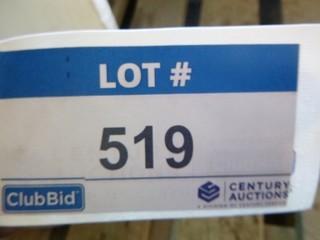 LOT #
519
ClubBid
CENTURY
AUCTIONS